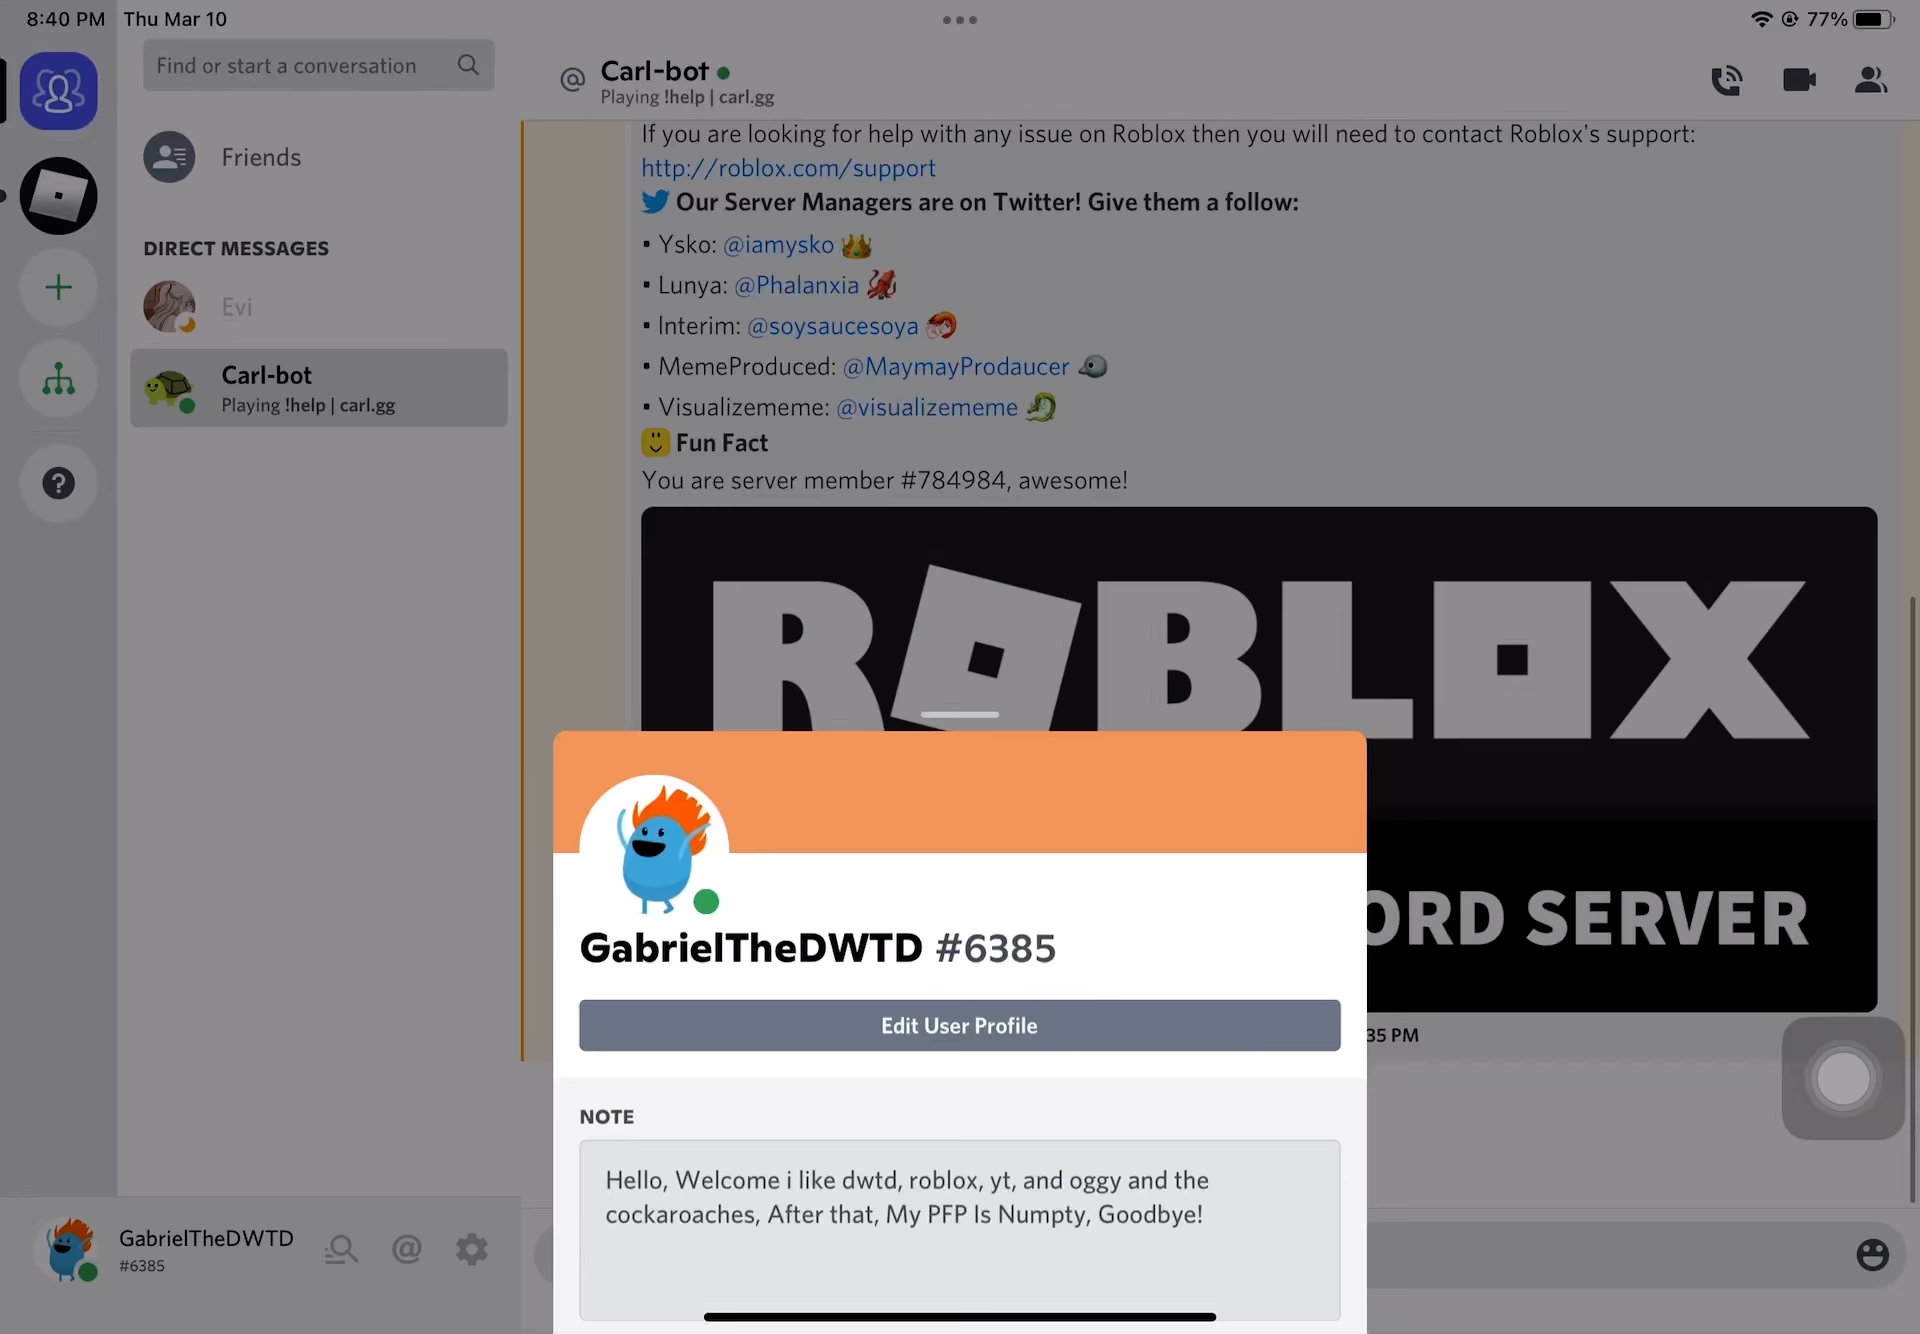 8:40 PM Thu Mar 10
77%
Find or start a conversation
Friends
DIRECT MESSAGES
Evi
Carl-bot
Playing !help | carl.gg
@ Carl-bot
Playing !help | carl.gg
If you are looking for help with any issue on Roblox then you will need to contact Roblox's support:
http://roblox.com/support
Our Server Managers are on Twitter! Give them a follow:
▪ Ysko: @iamysko 👑
▪ Lunya: @Phalanxia 🦑
▪ Interim: @soysaucesoya 🦐
▪ MemeProduced: @MaymayProdaucer
▪ Visualizememe: @visualizememe 🐉
Fun Fact
You are server member #784984, awesome!
ROBLOX
ORD SERVER
35 PM
GabrielTheDWTD #6385
Edit User Profile
NOTE
Hello, Welcome i like dwtd, roblox, yt, and oggy and the
cockaroaches, After that, My PFP Is Numpty, Goodbye!
GabrielTheDWTD
#6385